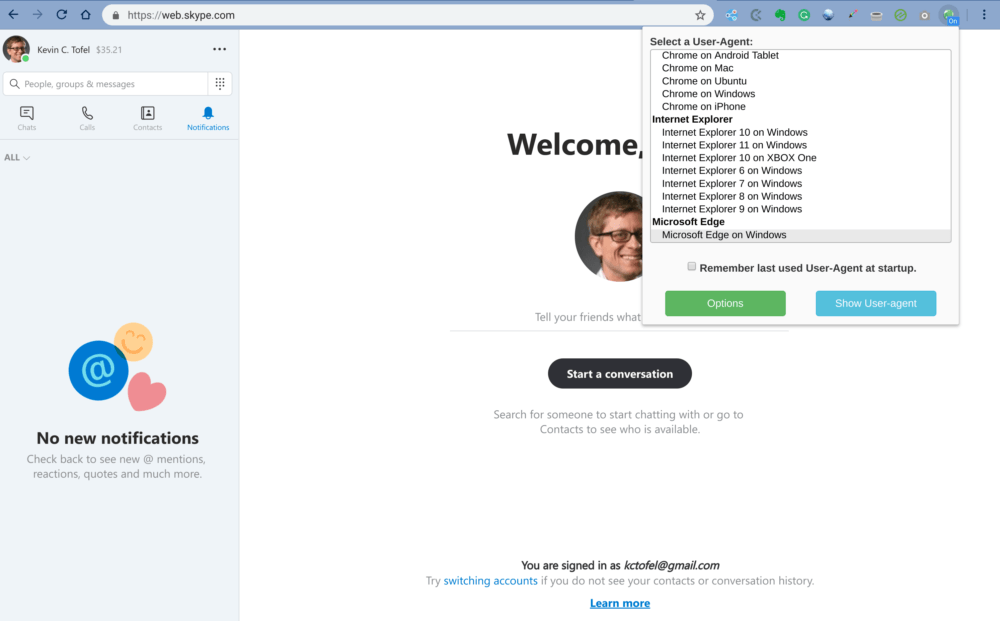 https://web.skype.com
On
Kevin C. Tofel $35.21
People, groups & messages
Chats
Calls
Contacts
Notifications
ALL
@
No new notifications
Check back to see new @ mentions,
reactions, quotes and much more.
Welcome,
Tell your friends what
Start a conversation
Search for someone to start chatting with or go to
Contacts to see who is available.
You are signed in as kctofel@gmail.com
Try switching accounts if you do not see your contacts or conversation history.
Learn more
Select a User-Agent:
Chrome on Android Tablet
Chrome on Mac
Chrome on Ubuntu
Chrome on Windows
Chrome on iPhone
Internet Explorer
Internet Explorer 10 on Windows
Internet Explorer 11 on Windows
Internet Explorer 10 on XBOX One
Internet Explorer 6 on Windows
Internet Explorer 7 on Windows
Internet Explorer 8 on Windows
Internet Explorer 9 on Windows
Microsoft Edge
Microsoft Edge on Windows
Remember last used User-Agent at startup.
Options
Show User-agent